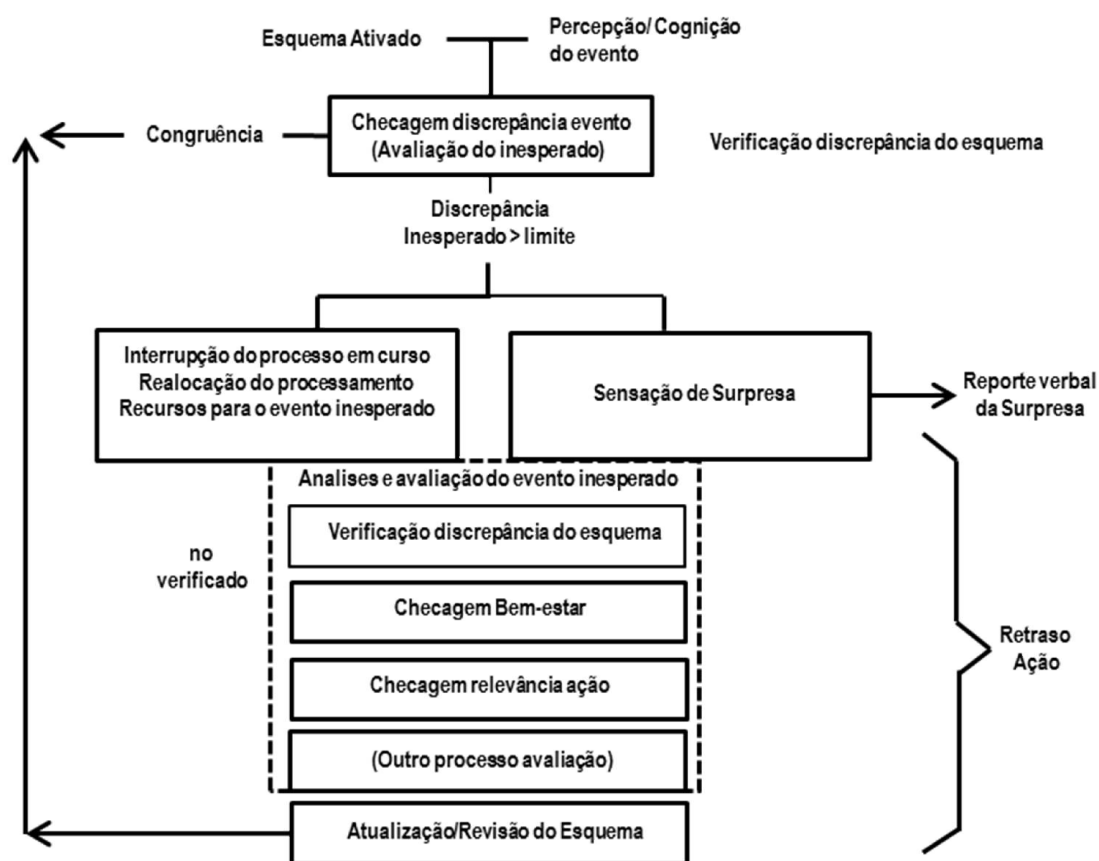 Esquema Ativado
Percepção/ Cognição
do evento
Congruência
Checagem discrepância evento
(Avaliação do inesperado)
Verificação discrepância do esquema
Discrepância
Inesperado > limite
Interrupção do processo em curso
Realocação do processamento
Recursos para o evento inesperado
Sensação de Surpresa
Reporte verbal
da Surpresa
Analises e avaliação do evento inesperado
Verificação discrepância do esquema
no
verificado
Checagem Bem-estar
Checagem relevância ação
(Outro processo avaliação)
Atualização/Revisão do Esquema
Retraso
Ação